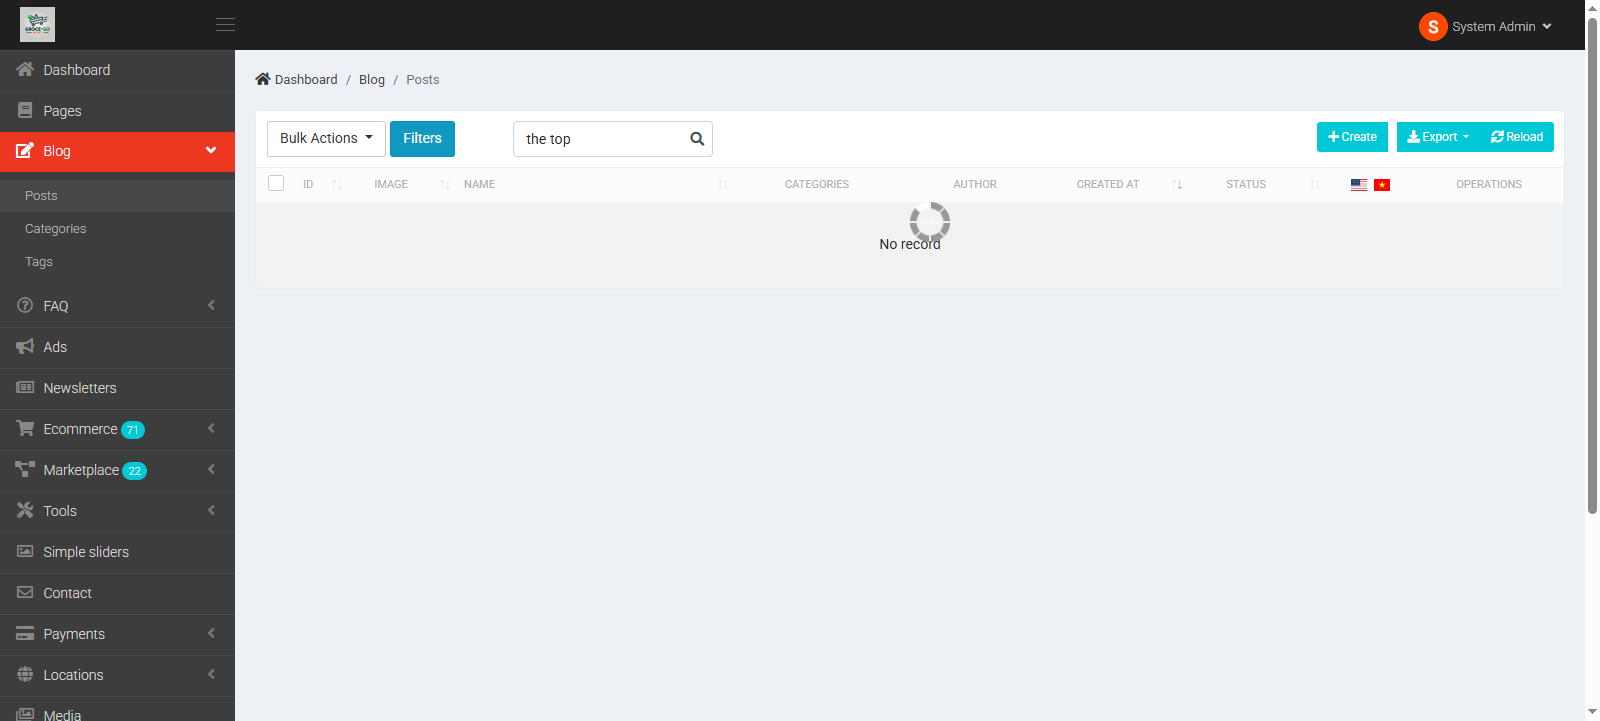 GROCE-GO
S System Admin
Dashboard
Pages
Blog
Posts
Categories
Tags
FAQ
Ads
Newsletters
Ecommerce 71
Marketplace 22
Tools
Simple sliders
Contact
Payments
Locations
Media
Dashboard / Blog / Posts
Bulk Actions Filters the top Create Export Reload
ID IMAGE NAME CATEGORIES AUTHOR CREATED AT STATUS OPERATIONS
No record